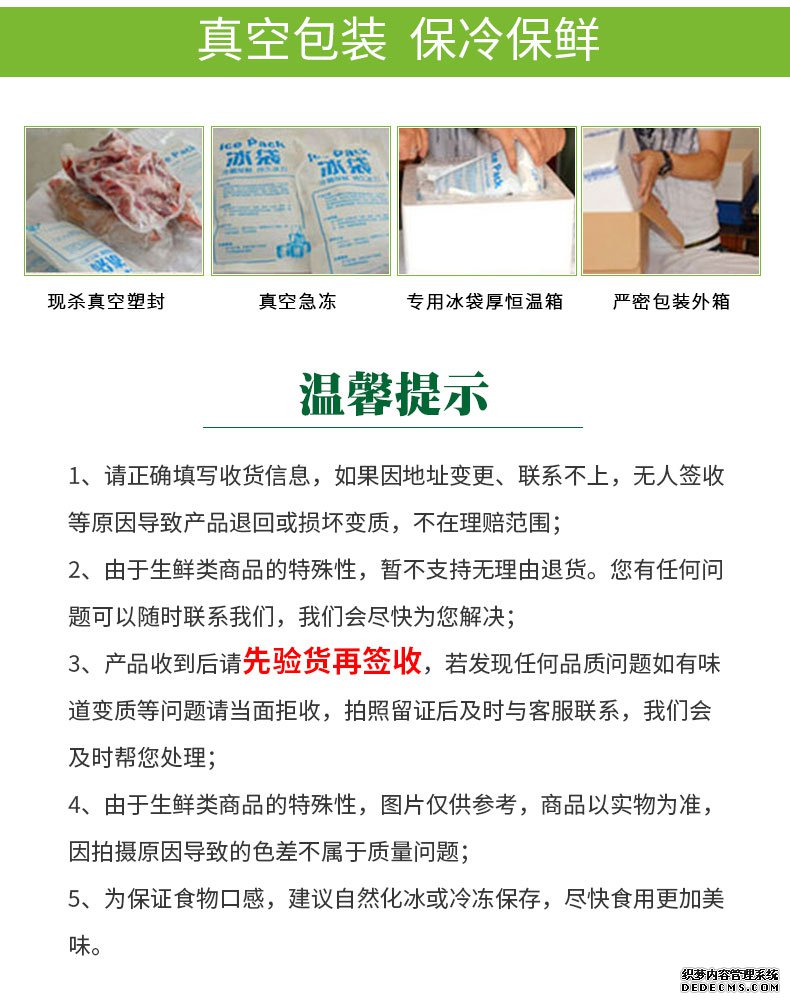 真空包装 保冷保鲜
Ice Pack
冰袋
Ice Pack
冰袋
Ice Pack
现杀真空塑封
真空急冻
专用冰袋厚恒温箱
严密包装外箱
温馨提示
1、请正确填写收货信息，如果因地址变更、联系不上，无人签收
等原因导致产品退回或损坏变质，不在理赔范围；
2、由于生鲜类商品的特殊性，暂不支持无理由退货。您有任何问
题可以随时联系我们，我们会尽快为您解决；
3、产品收到后请先验货再签收，若发现任何品质问题如有味
道变质等问题请当面拒收，拍照留证后及时与客服联系，我们会
及时帮您处理；
4、由于生鲜类商品的特殊性，图片仅供参考，商品以实物为准，
因拍摄原因导致的色差不属于质量问题；
5、为保证食物口感，建议自然化冰或冷冻保存，尽快食用更加美
味。
织梦内容管理系统
DEDECMS.COM